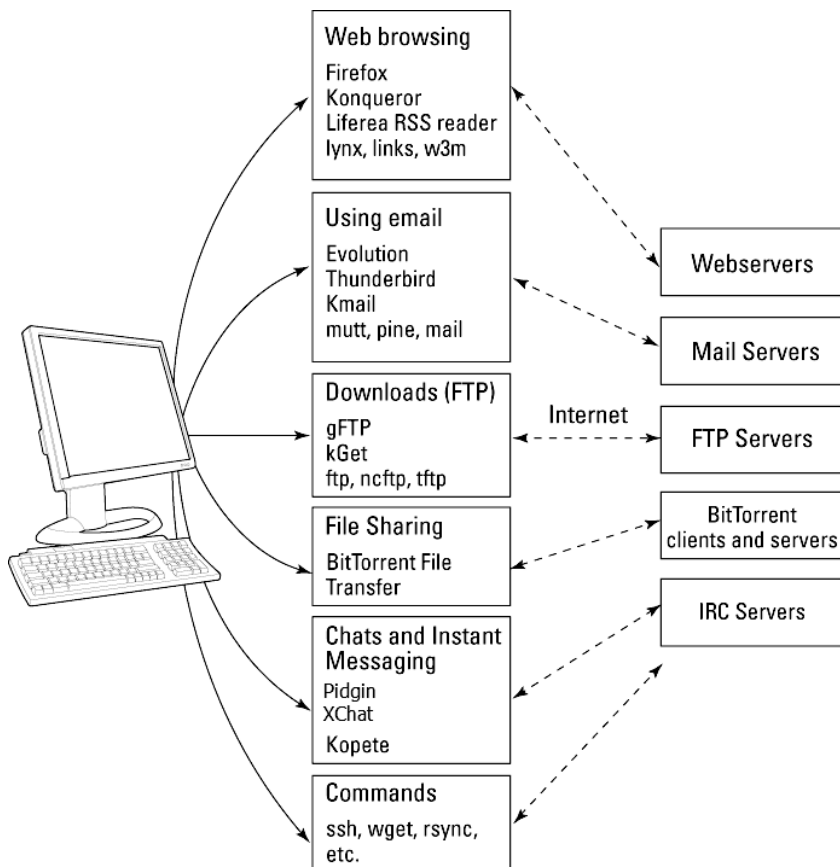 Web browsing
Firefox
Konqueror
Liferea RSS reader
lynx, links, w3m
Using email
Evolution
Thunderbird
Kmail
mutt, pine, mail
Downloads (FTP)
gFTP
kGet
ftp, ncftp, tftp
File Sharing
BitTorrent File
Transfer
Chats and Instant
Messaging
Pidgin
XChat
Kopete
Commands
ssh, wget, rsync,
etc.
Internet
Webservers
Mail Servers
FTP Servers
BitTorrent
clients and servers
IRC Servers